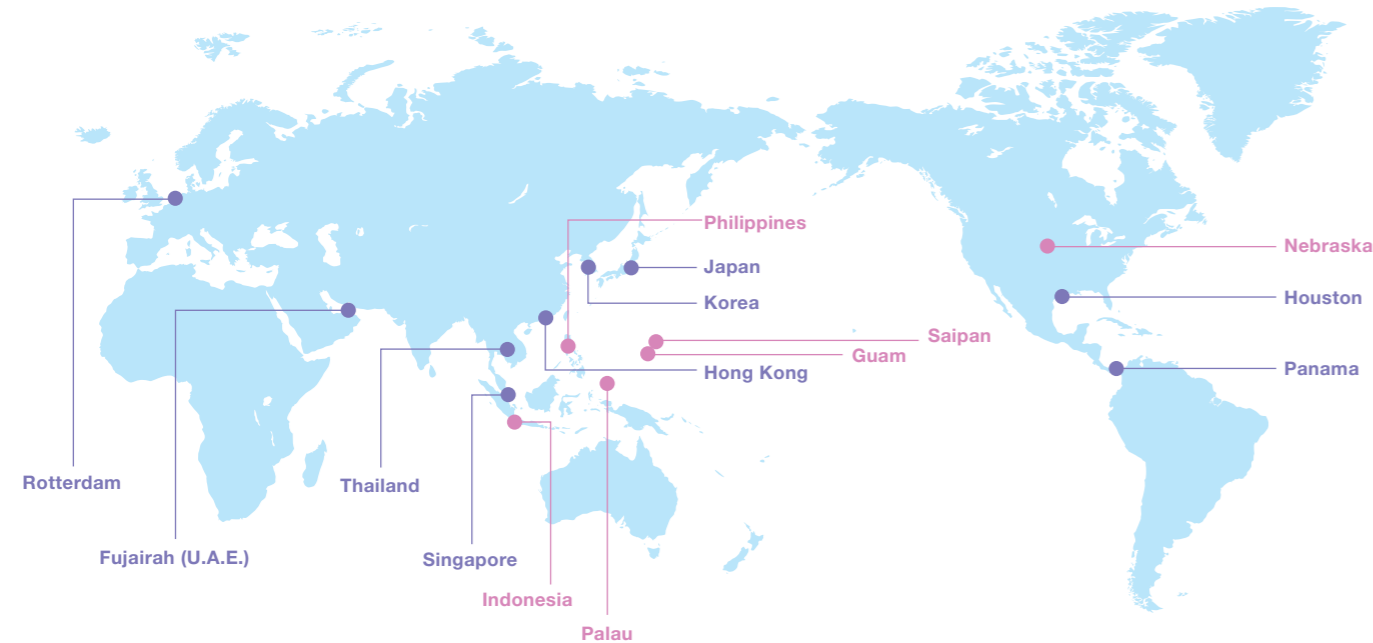 Philippines
Nebraska
Japan
Korea
Houston
Saipan
Guam
Hong Kong
Panama
Rotterdam
Thailand
Fujairah (U.A.E.)
Singapore
Indonesia
Palau